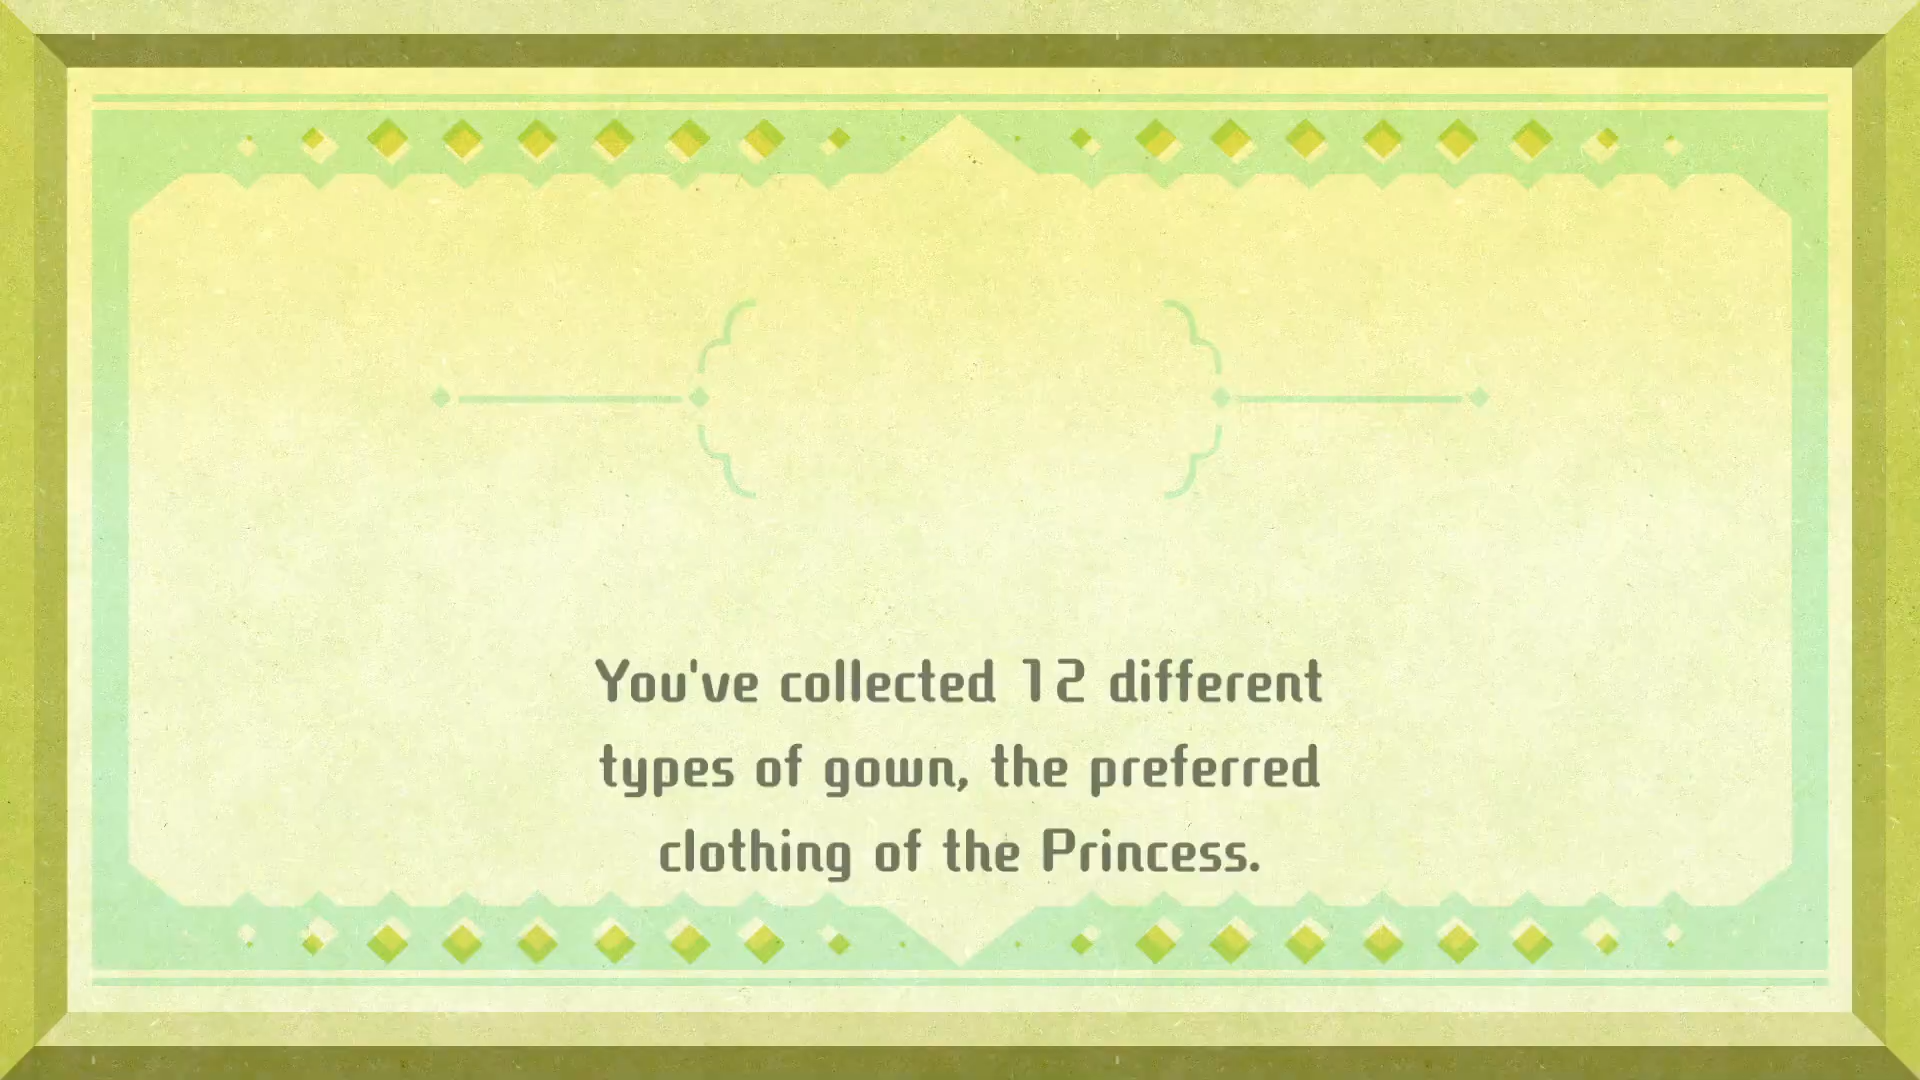 You've collected 12 different
types of gown, the preferred
clothing of the Princess.